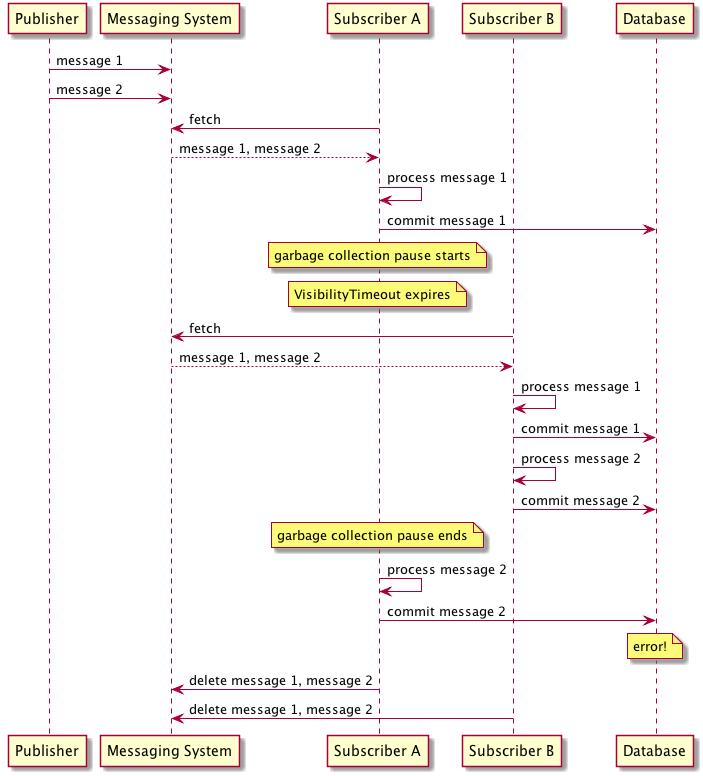 Publisher Messaging System Subscriber A Subscriber B Database
message 1
message 2
fetch
message 1, message 2
process message 1
commit message 1
garbage collection pause starts
VisibilityTimeout expires
fetch
message 1, message 2
process message 1
commit message 1
process message 2
commit message 2
garbage collection pause ends
process message 2
commit message 2
error!
delete message 1, message 2
delete message 1, message 2
Publisher Messaging System Subscriber A Subscriber B Database